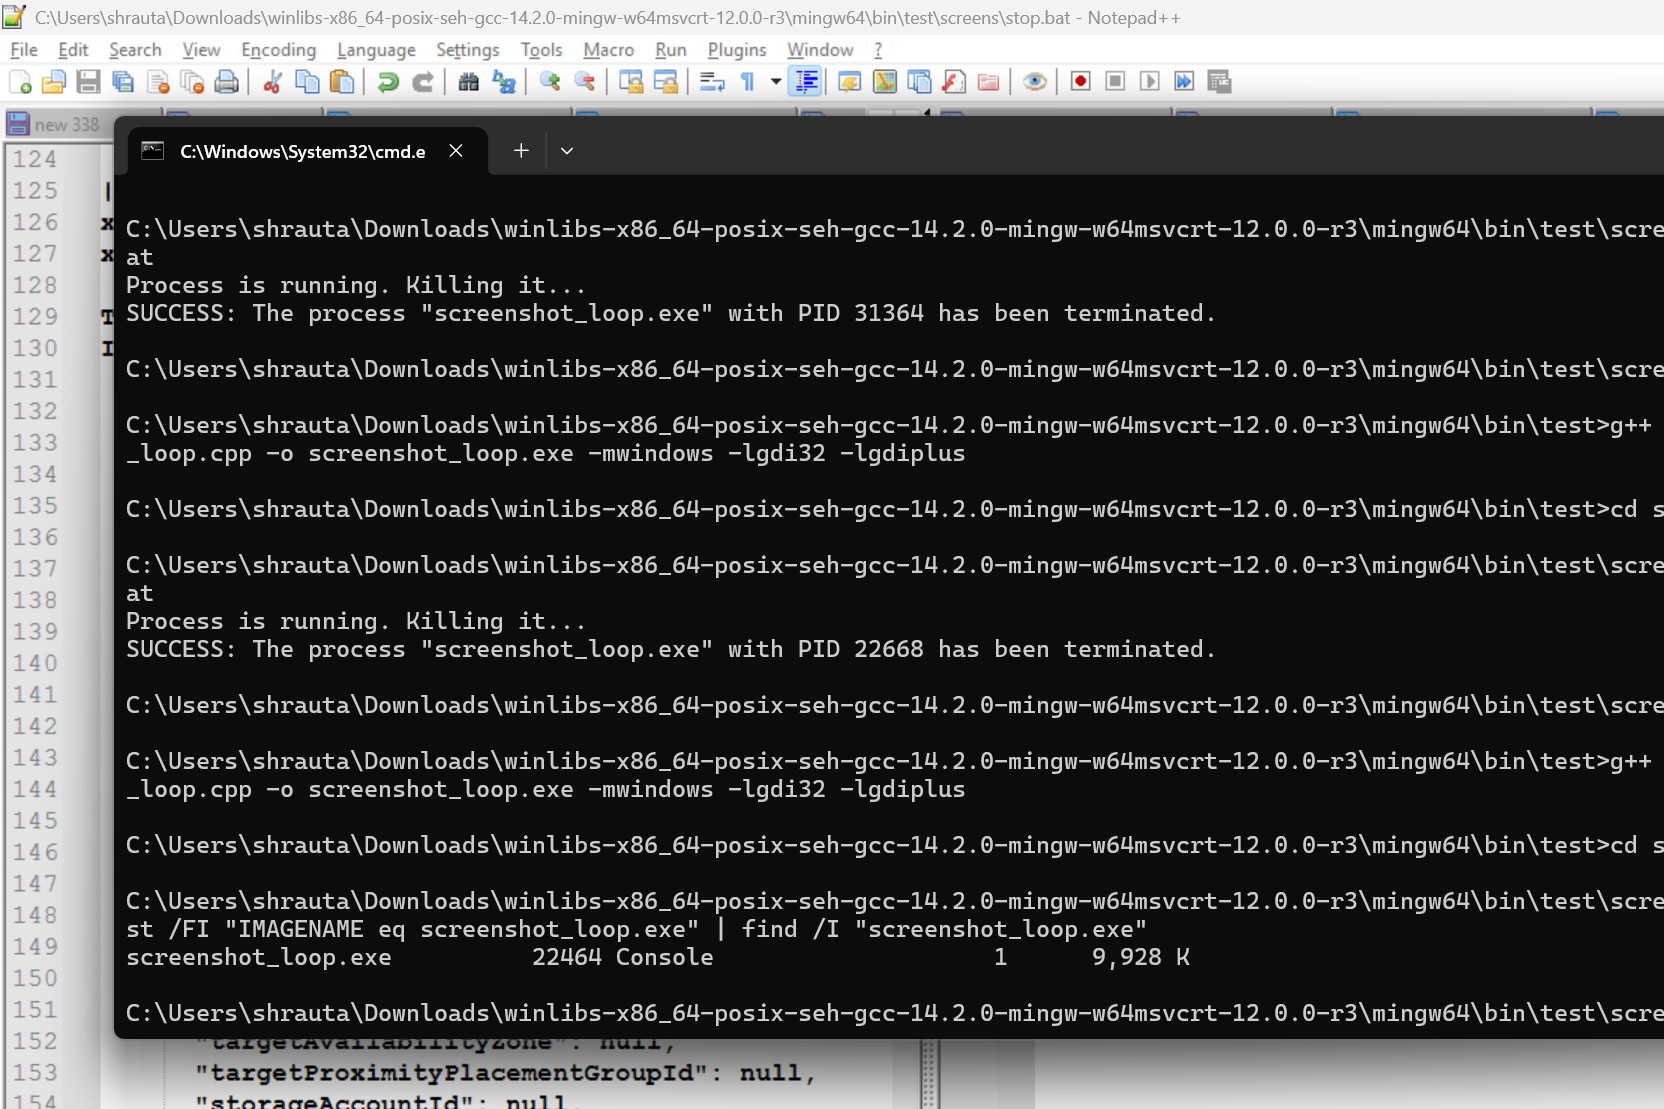 C:\Users\shrauta\Downloads\winlibs-x86_64-posix-seh-gcc-14.2.0-mingw-w64msvcrt-12.0.0-r3\mingw64\bin\test\screens\stop.bat - Notepad++
File Edit Search View Encoding Language Settings Tools Macro Run Plugins Window ?
new 338
C:\Windows\System32\cmd.e
124
125 |
126 x
127 x
128
129 T
130 I
131
132
133
134
135
136
137
138
139
140
141
142
143
144
145
146
147
148
149
150
151
C:\Users\shrauta\Downloads\winlibs-x86_64-posix-seh-gcc-14.2.0-mingw-w64msvcrt-12.0.0-r3\mingw64\bin\test\scre
at
Process is running. Killing it...
SUCCESS: The process "screenshot_loop.exe" with PID 31364 has been terminated.
C:\Users\shrauta\Downloads\winlibs-x86_64-posix-seh-gcc-14.2.0-mingw-w64msvcrt-12.0.0-r3\mingw64\bin\test\scre
C:\Users\shrauta\Downloads\winlibs-x86_64-posix-seh-gcc-14.2.0-mingw-w64msvcrt-12.0.0-r3\mingw64\bin\test>g++
_loop.cpp -o screenshot_loop.exe -mwindows -lgdi32 -lgdiplus
C:\Users\shrauta\Downloads\winlibs-x86_64-posix-seh-gcc-14.2.0-mingw-w64msvcrt-12.0.0-r3\mingw64\bin\test>cd s
C:\Users\shrauta\Downloads\winlibs-x86_64-posix-seh-gcc-14.2.0-mingw-w64msvcrt-12.0.0-r3\mingw64\bin\test\scre
at
Process is running. Killing it...
SUCCESS: The process "screenshot_loop.exe" with PID 22668 has been terminated.
C:\Users\shrauta\Downloads\winlibs-x86_64-posix-seh-gcc-14.2.0-mingw-w64msvcrt-12.0.0-r3\mingw64\bin\test\scre
C:\Users\shrauta\Downloads\winlibs-x86_64-posix-seh-gcc-14.2.0-mingw-w64msvcrt-12.0.0-r3\mingw64\bin\test>g++
_loop.cpp -o screenshot_loop.exe -mwindows -lgdi32 -lgdiplus
C:\Users\shrauta\Downloads\winlibs-x86_64-posix-seh-gcc-14.2.0-mingw-w64msvcrt-12.0.0-r3\mingw64\bin\test>cd s
C:\Users\shrauta\Downloads\winlibs-x86_64-posix-seh-gcc-14.2.0-mingw-w64msvcrt-12.0.0-r3\mingw64\bin\test\scre
st /FI "IMAGENAME eq screenshot_loop.exe" | find /I "screenshot_loop.exe"
screenshot_loop.exe 22464 Console 1 9,928 K
C:\Users\shrauta\Downloads\winlibs-x86_64-posix-seh-gcc-14.2.0-mingw-w64msvcrt-12.0.0-r3\mingw64\bin\test\scre
152 "targetAvailabilityZone": null,
153 "targetProximityPlacementGroupId": null,
154 "storageAccountId": null,